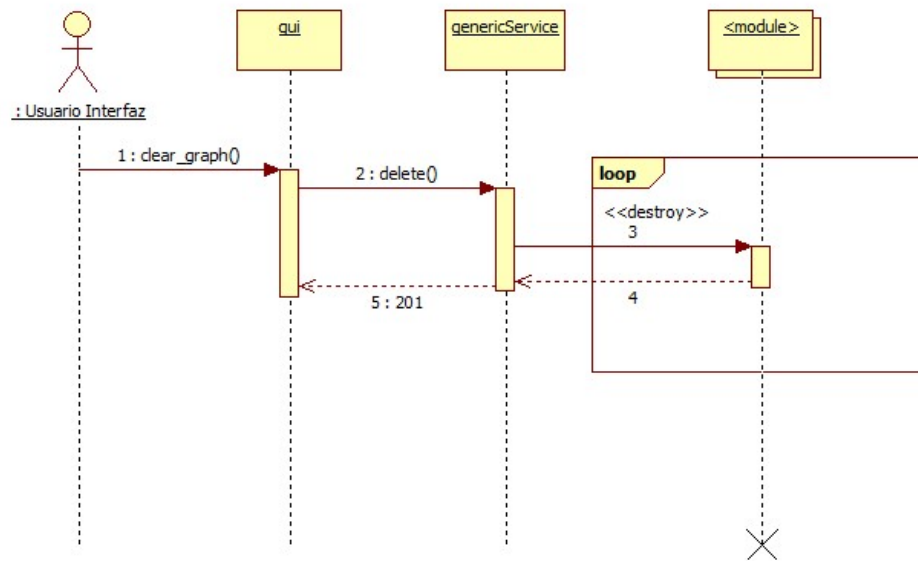 gui
genericService
<module>
: Usuario Interfaz
1 : clear_graph()
2 : delete()
loop
<<destroy>>
3
4
5 : 201